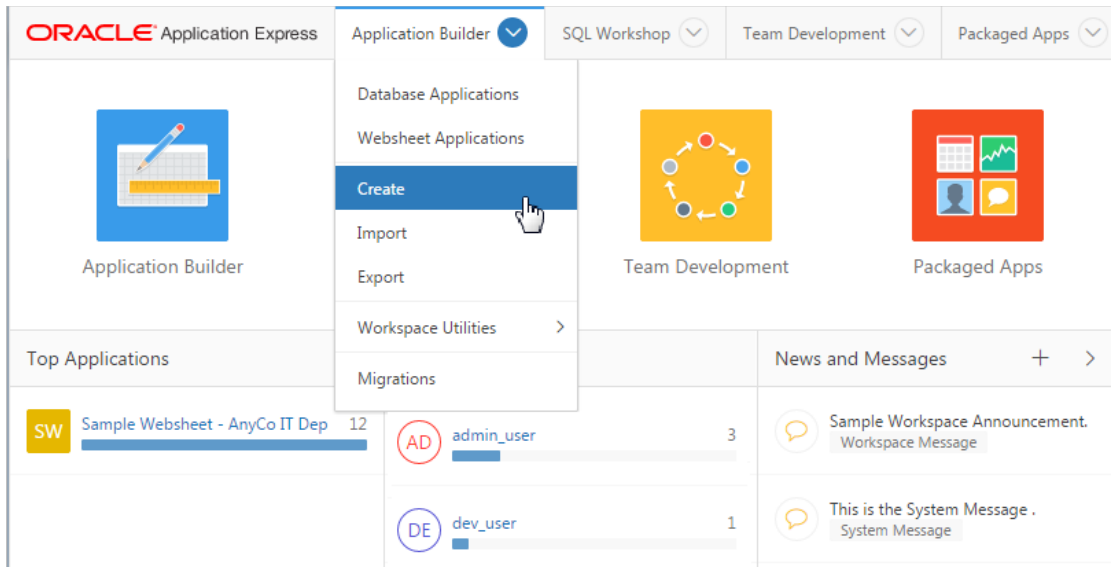 ORACLE Application Express
Application Builder
SQL Workshop
Team Development
Packaged Apps
Database Applications
Websheet Applications
Create
Import
Export
Workspace Utilities
Migrations
Application Builder
Team Development
Packaged Apps
Top Applications
News and Messages
SW
Sample Websheet - AnyCo IT Dep
12
AD
admin_user
3
DE
dev_user
1
Sample Workspace Announcement.
Workspace Message
This is the System Message .
System Message